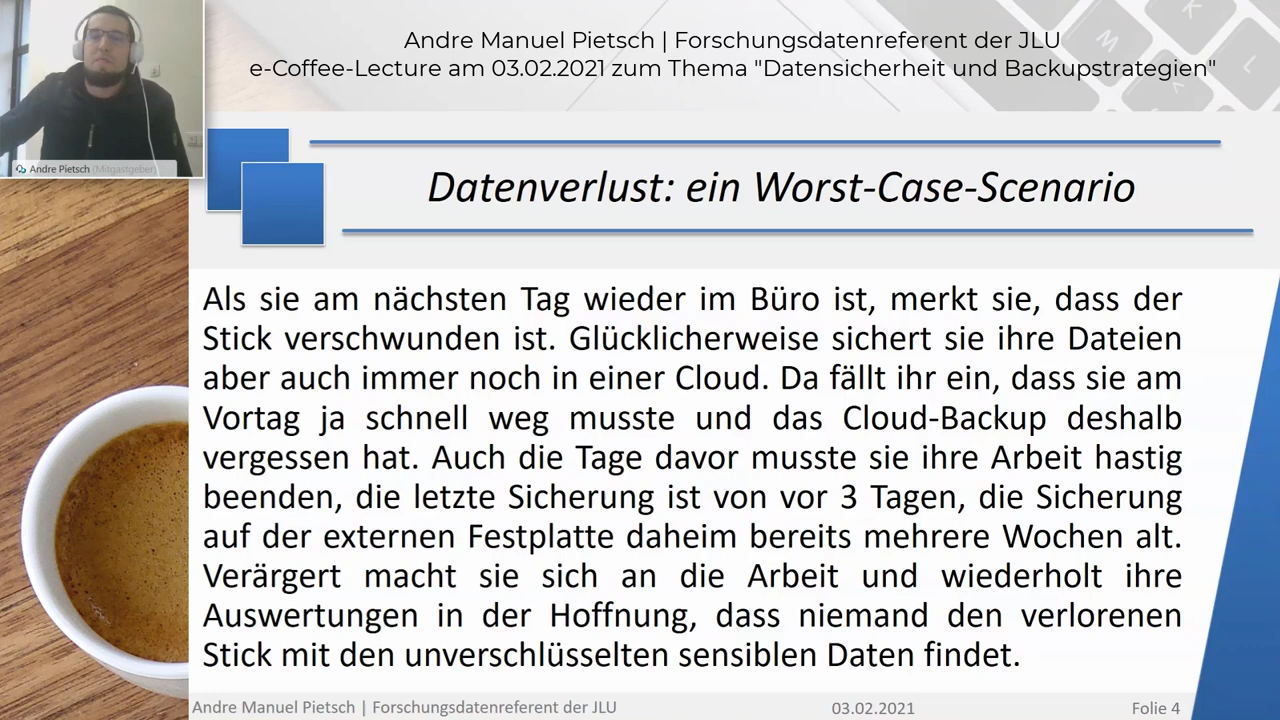 Andre Manuel Pietsch | Forschungsdatenreferent der JLU
e-Coffee-Lecture am 03.02.2021 zum Thema "Datensicherheit und Backupstrategien"
K
M
L
Andre Pietsch (Mitgastgeber)
Datenverlust: ein Worst-Case-Scenario
Als sie am nächsten Tag wieder im Büro ist, merkt sie, dass der
Stick verschwunden ist. Glücklicherweise sichert sie ihre Dateien
aber auch immer noch in einer Cloud. Da fällt ihr ein, dass sie am
Vortag ja schnell weg musste und das Cloud-Backup deshalb
vergessen hat. Auch die Tage davor musste sie ihre Arbeit hastig
beenden, die letzte Sicherung ist von vor 3 Tagen, die Sicherung
auf der externen Festplatte daheim bereits mehrere Wochen alt.
Verärgert macht sie sich an die Arbeit und wiederholt ihre
Auswertungen in der Hoffnung, dass niemand den verlorenen
Stick mit den unverschlüsselten sensiblen Daten findet.
Andre Manuel Pietsch | Forschungsdatenreferent der JLU
03.02.2021
Folie 4